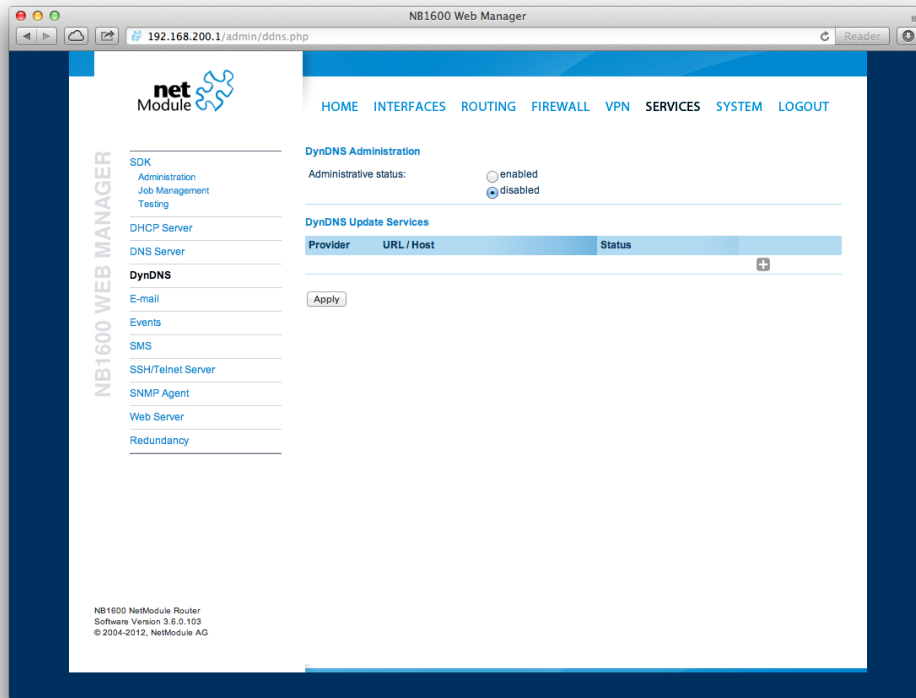 NB1600 Web Manager
192.168.200.1/admin/ddns.php
Reader
net
Module
HOME INTERFACES ROUTING FIREWALL VPN SERVICES SYSTEM LOGOUT
NB1600 WEB MANAGER
SDK
Administration
Job Management
Testing
DHCP Server
DNS Server
DynDNS
E-mail
Events
SMS
SSH/Telnet Server
SNMP Agent
Web Server
Redundancy
DynDNS Administration
Administrative status: enabled
disabled
DynDNS Update Services
Provider URL / Host Status
Apply
NB1600 NetModule Router
Software Version 3.6.0.103
© 2004-2012, NetModule AG